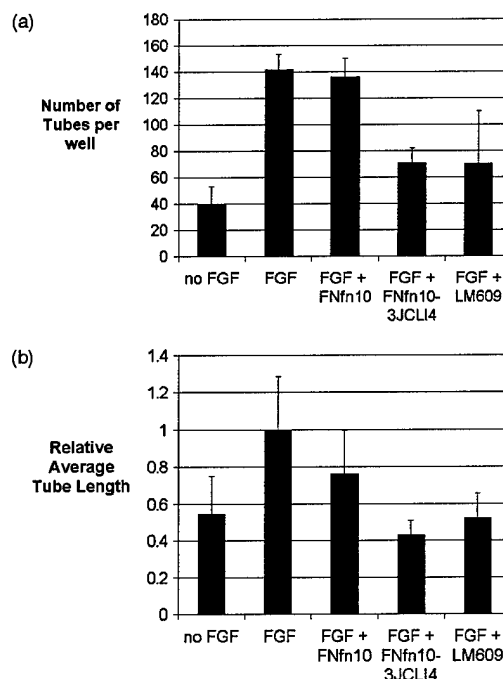 (a)
Number of
Tubes per
well
180
160
140
120
100
80
60
40
20
0
no FGF
FGF
FGF +
FNfn10
FGF +
FNfn10-
3JCLI4
FGF +
LM609
(b)
Relative
Average
Tube Length
1.4
1.2
1
0.8
0.6
0.4
0.2
0
no FGF
FGF
FGF +
FNfn10
FGF +
FNfn10-
3JCLI4
FGF +
LM609